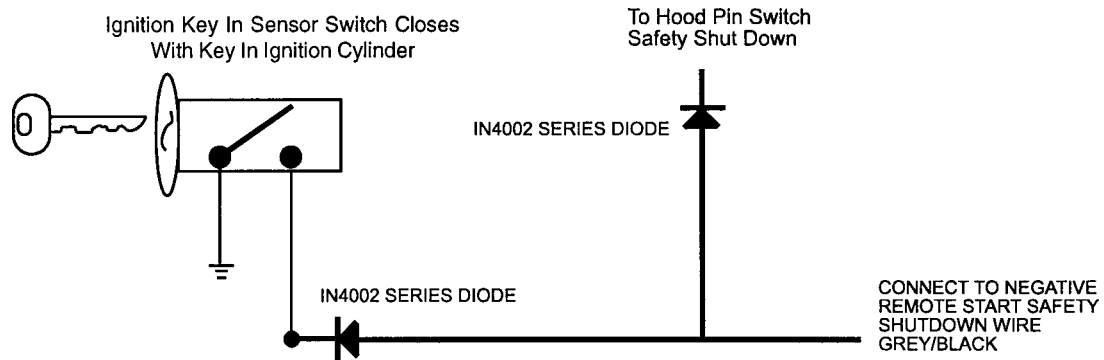 Ignition Key In Sensor Switch Closes
With Key In Ignition Cylinder
To Hood Pin Switch
Safety Shut Down
IN4002 SERIES DIODE
IN4002 SERIES DIODE
CONNECT TO NEGATIVE
REMOTE START SAFETY
SHUTDOWN WIRE
GREY/BLACK